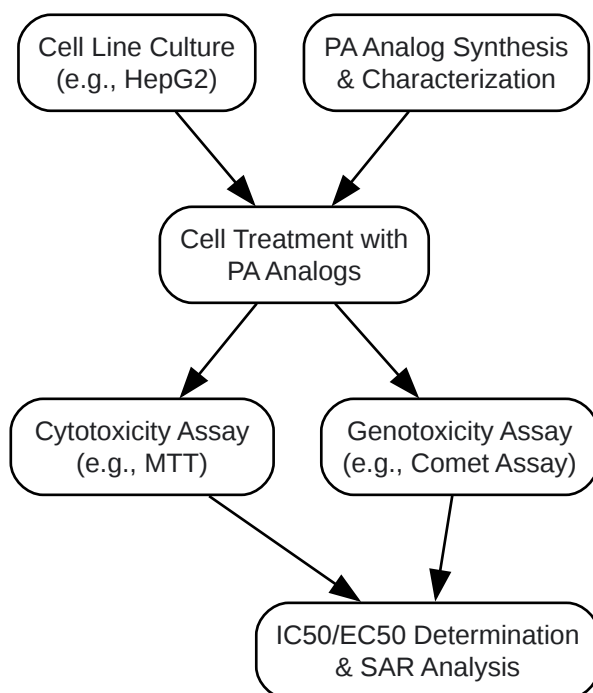 Cell Line Culture
(e.g., HepG2)
PA Analog Synthesis
& Characterization
Cell Treatment with
PA Analogs
Cytotoxicity Assay
(e.g., MTT)
Genotoxicity Assay
(e.g., Comet Assay)
IC50/EC50 Determination
& SAR Analysis